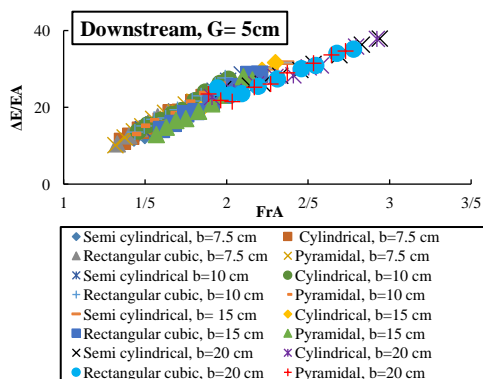 Downstream, G= 5cm
40
20
0
ΔE/EA
1 1/5 2 2/5 3 3/5
FrA
Semi cylindrical, b=7.5 cm Cylindrical, b=7.5 cm
Rectangular cubic, b=7.5 cm Pyramidal, b=7.5 cm
Semi cylindrical, b=10 cm Cylindrical, b=10 cm
Rectangular cubic, b=10 cm Pyramidal, b=10 cm
Semi cylindrical, b= 15 cm Cylindrical, b=15 cm
Rectangular cubic, b=15 cm Pyramidal, b=15 cm
Semi cylindrical, b=20 cm Cylindrical, b=20 cm
Rectangular cubic, b=20 cm Pyramidal, b=20 cm